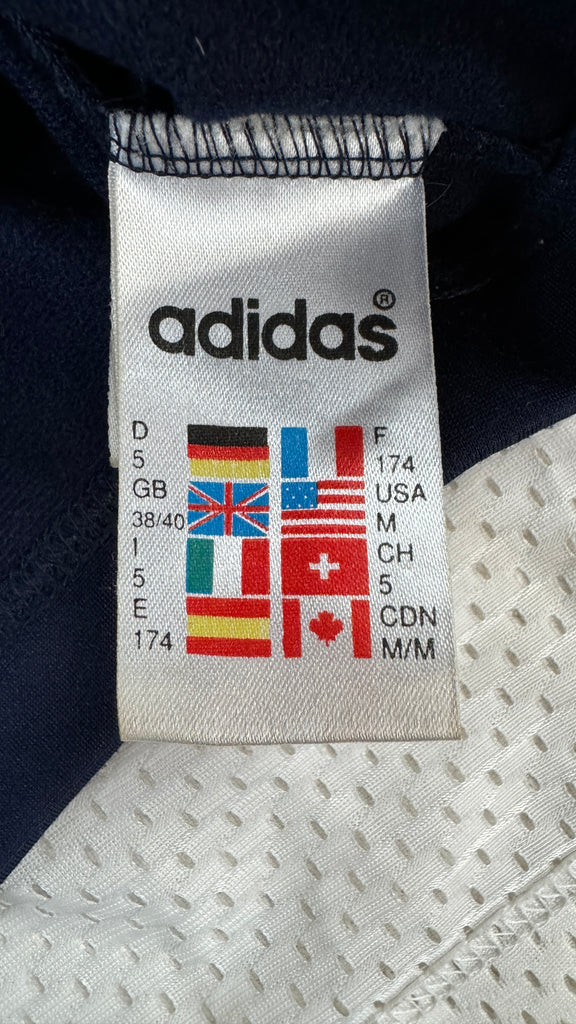 adidas®
D
5
GB
38/40
I
5
E
174
F
174
USA
M
CH
5
CDN
M/M